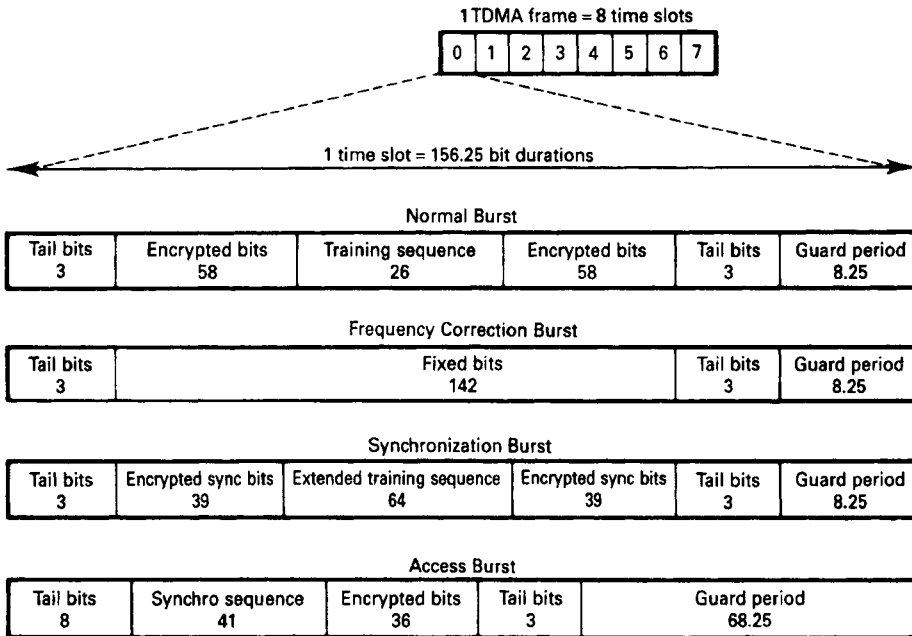 1 TDMA frame = 8 time slots
0 1 2 3 4 5 6 7
1 time slot = 156.25 bit durations
Normal Burst
Tail bits Encrypted bits Training sequence Encrypted bits Tail bits Guard period
3 58 26 58 3 8.25
Frequency Correction Burst
Tail bits Fixed bits Tail bits Guard period
3 142 3 8.25
Synchronization Burst
Tail bits Encrypted sync bits Extended training sequence Encrypted sync bits Tail bits Guard period
3 39 64 39 3 8.25
Access Burst
Tail bits Synchro sequence Encrypted bits Tail bits Guard period
8 41 36 3 68.25